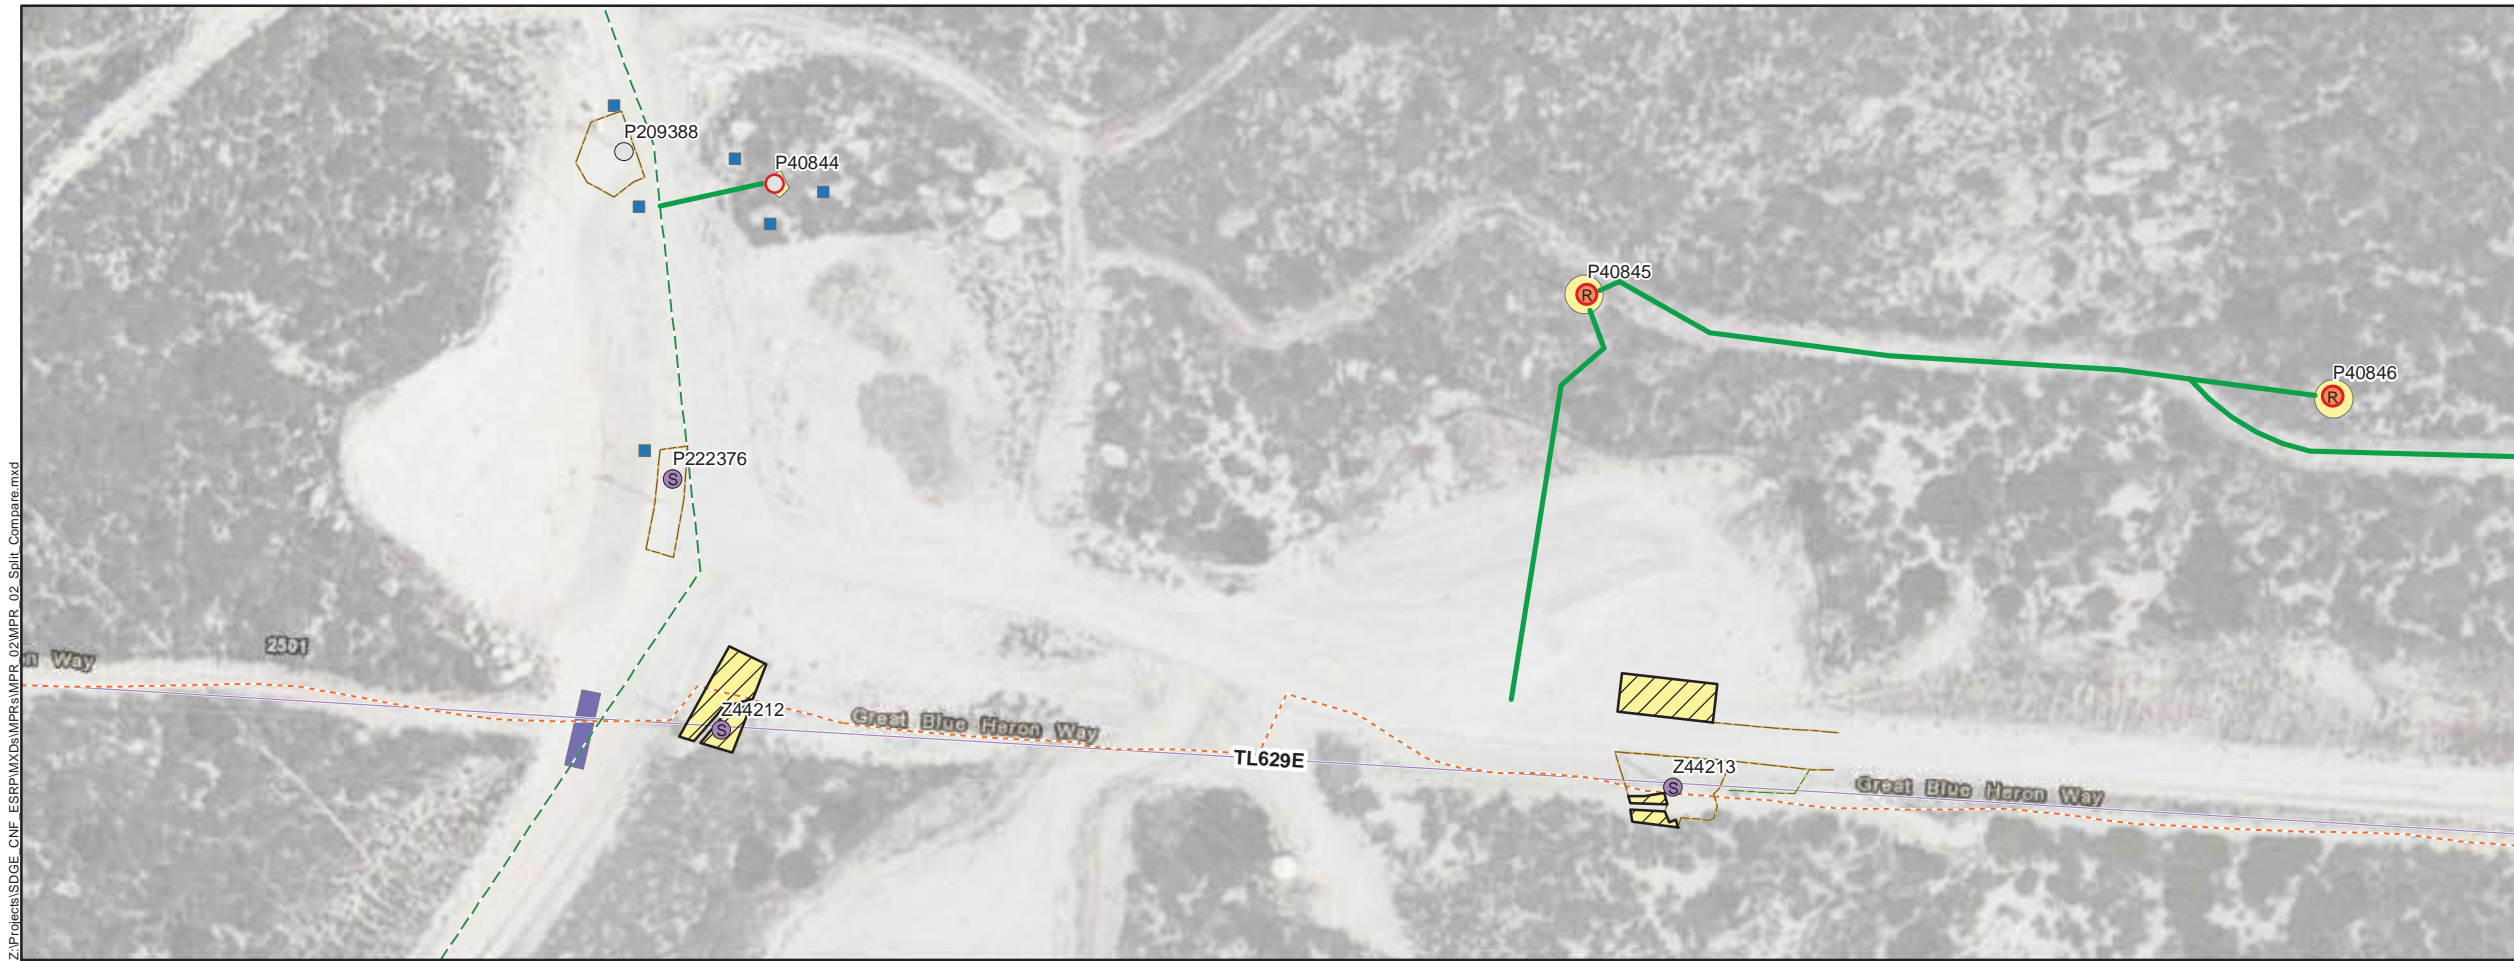 P209388
P40844
P40845
R
P40846
R
P222376
S
2501
n Way
Z44212
S
Great Blue Heron Way
TL629E
Z44213
S
Great Blue Heron Way
Z:\Projects\SDGE_CNF_ESRP\MXDs\MPRs\MPR_02\MPR_02_Split_Compare.mxd